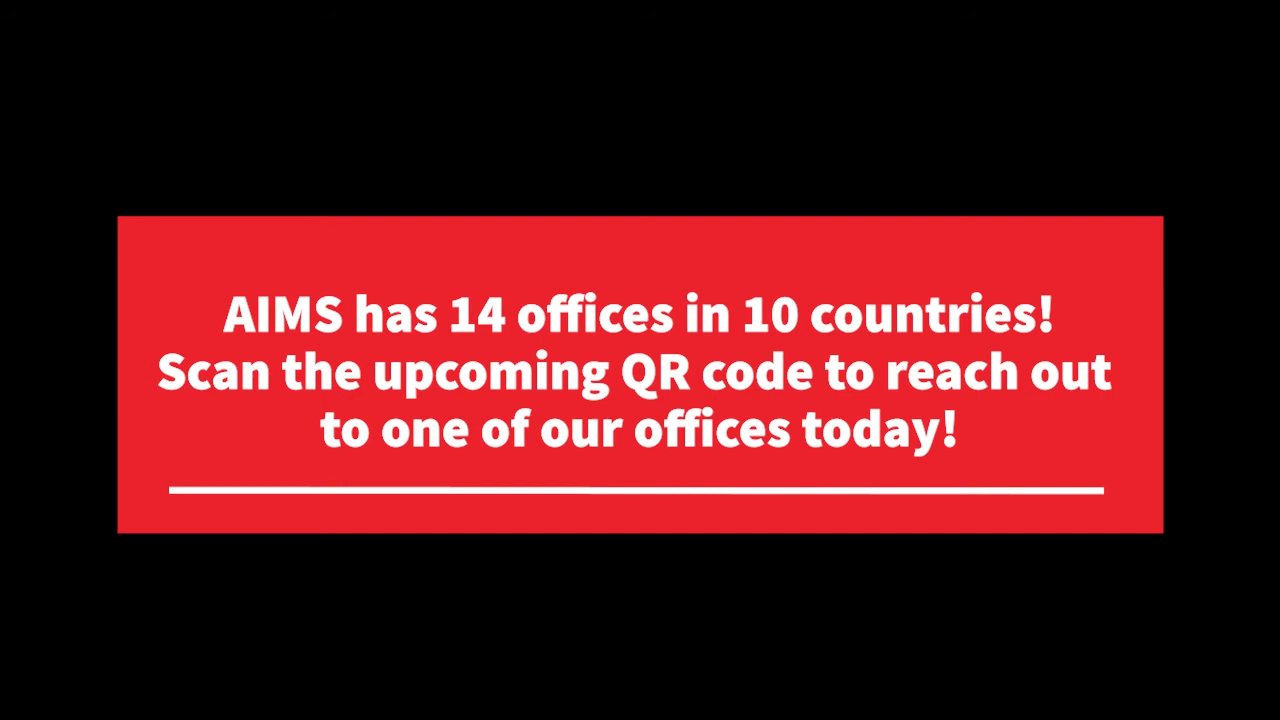 AIMS has 14 offices in 10 countries!
Scan the upcoming QR code to reach out
to one of our offices today!